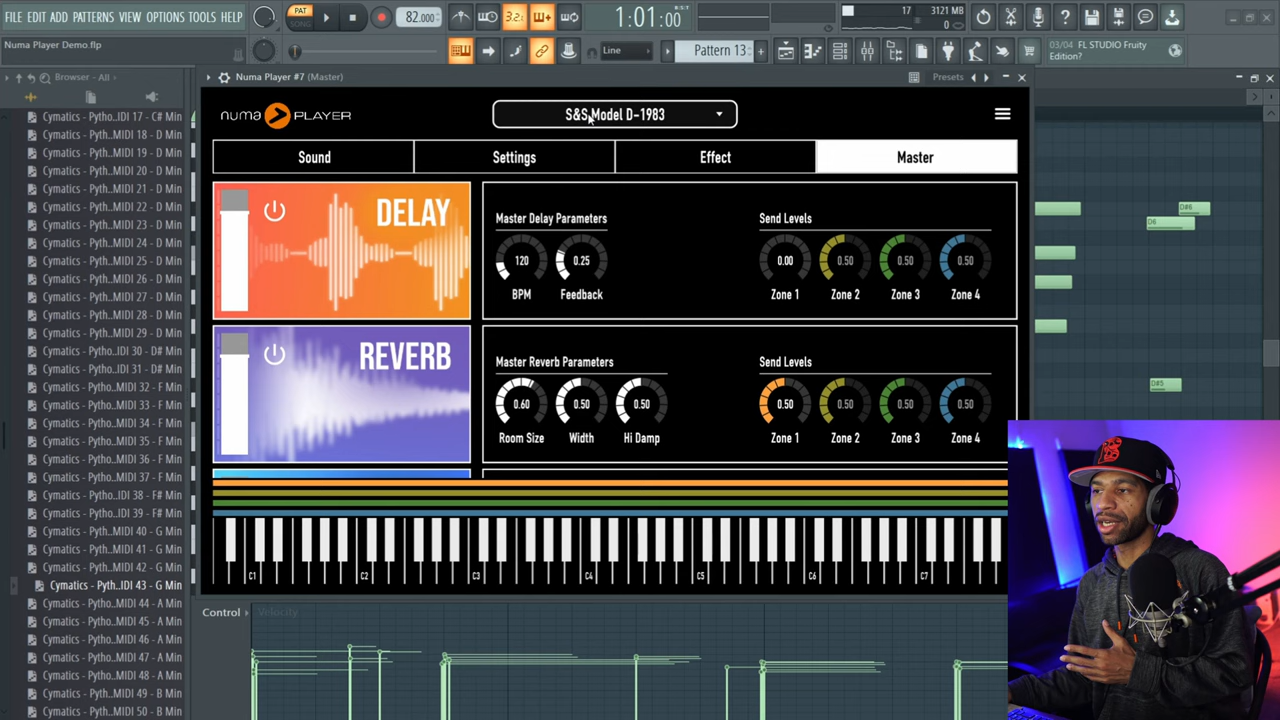 FILE EDIT ADD PATTERNS VIEW OPTIONS TOOLS HELP
PAT
SONG
82.000
3.2
1:01:00
M:S:CS
17
3121 MB
0
Numa Player Demo.flp
Line
Pattern 13
03/04 FL STUDIO Fruity
Edition?
Browser - All
Numa Player #7 (Master)
Presets
numa PLAYER
S&S Model D-1983
Sound
Settings
Effect
Master
DELAY
Master Delay Parameters
120
0.25
BPM
Feedback
Send Levels
0.00
0.50
0.50
0.50
Zone 1
Zone 2
Zone 3
Zone 4
REVERB
Master Reverb Parameters
0.60
0.50
0.50
Room Size
Width
Hi Damp
Send Levels
0.50
0.50
0.50
0.50
Zone 1
Zone 2
Zone 3
Zone 4
C1
C2
C3
C4
C5
C6
C7
Control
Velocity
D#6
D6
D#5
Cymatics - Pytho..IDI 17 - C# Min
Cymatics - Pyth..MIDI 18 - D Min
Cymatics - Pyth..MIDI 19 - D Min
Cymatics - Pyth..MIDI 20 - D Min
Cymatics - Pyth..MIDI 21 - D Min
Cymatics - Pyth..MIDI 22 - D Min
Cymatics - Pyth..MIDI 23 - D Min
Cymatics - Pyth..MIDI 24 - D Min
Cymatics - Pyth..MIDI 25 - D Min
Cymatics - Pyth..MIDI 26 - D Min
Cymatics - Pyth..MIDI 27 - D Min
Cymatics - Pyth..MIDI 28 - D Min
Cymatics - Pyth..MIDI 29 - D Min
Cymatics - Pytho...IDI 30 - D# Min
Cymatics - Pytho..IDI 31 - D# Min
Cymatics - Pyth..MIDI 32 - F Min
Cymatics - Pyth..MIDI 33 - F Min
Cymatics - Pyth..MIDI 34 - F Min
Cymatics - Pyth..MIDI 35 - F Min
Cymatics - Pyth..MIDI 36 - F Min
Cymatics - Pyth..MIDI 37 - F Min
Cymatics - Pytho..IDI 38 - F# Min
Cymatics - Pytho..IDI 39 - F# Min
Cymatics - Pyth..MIDI 40 - G Min
Cymatics - Pyth..MIDI 41 - G Min
Cymatics - Pyth..MIDI 42 - G Min
Cymatics - Pyth...IDI 43 - G Min
Cymatics - Pytho..MIDI 44 - A Min
Cymatics - Pytho..MIDI 45 - A Min
Cymatics - Pytho..MIDI 46 - A Min
Cymatics - Pyth..MIDI 47 - A Min
Cymatics - Pyth..MIDI 48 - A Min
Cymatics - Pyth..MIDI 49 - B Min
Cymatics - Pyth..MIDI 50 - B Min